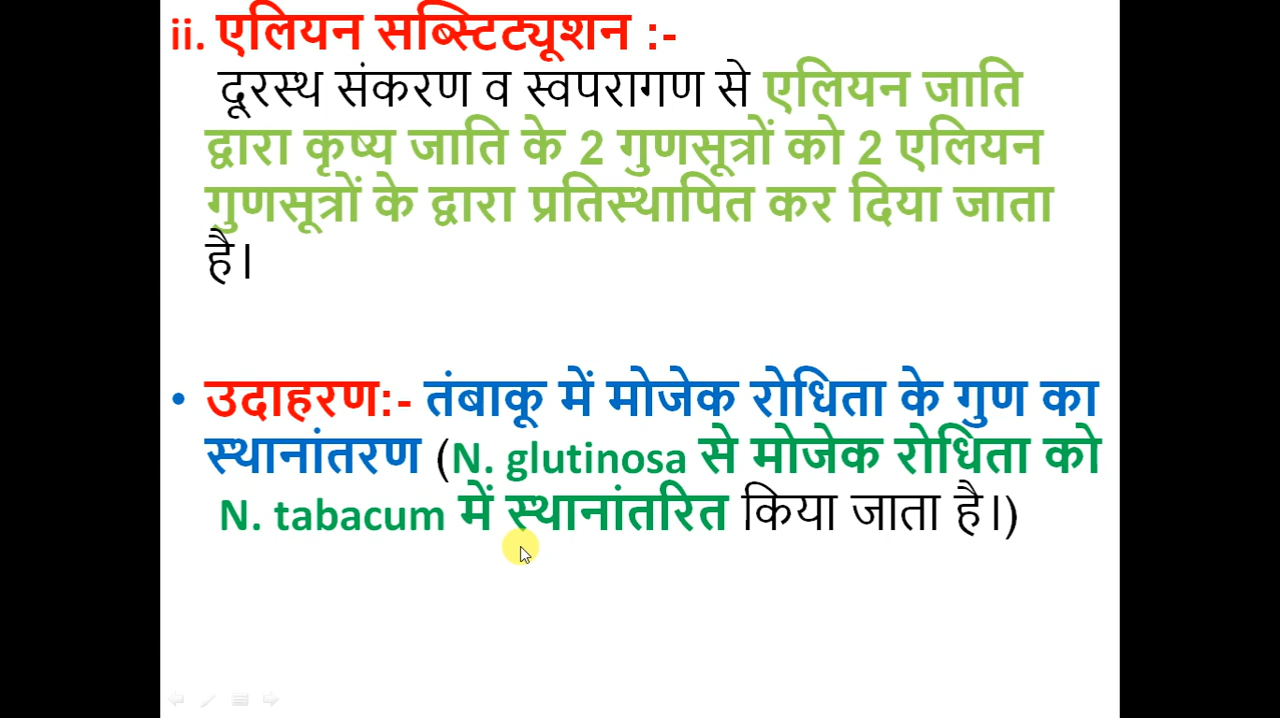 ii. एलियन सब्स्टिट्यूशन :-
दूरस्थ संकरण व स्वपरागण से एलियन जाति
द्वारा कृष्य जाति के 2 गुणसूत्रों को 2 एलियन
गुणसूत्रों के द्वारा प्रतिस्थापित कर दिया जाता
है।
• उदाहरण:- तंबाकू में मोजेक रोधिता के गुण का
स्थानांतरण (N. glutinosa से मोजेक रोधिता को
N. tabacum में स्थानांतरित किया जाता है।)